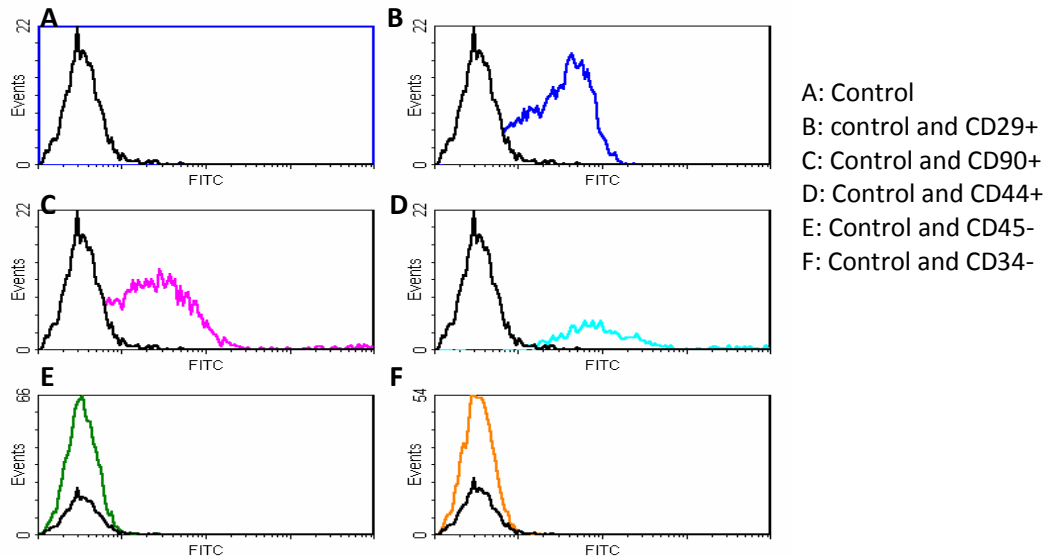 A
22
Events
0
FITC
B
22
Events
0
FITC
C
22
Events
0
FITC
D
22
Events
0
FITC
E
66
Events
0
FITC
F
54
Events
0
FITC
A: Control
B: control and CD29+
C: Control and CD90+
D: Control and CD44+
E: Control and CD45-
F: Control and CD34-